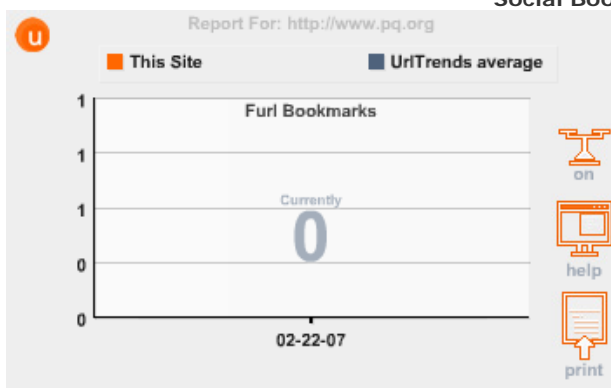 Social Boo
Report For: http://www.pq.org
u
This Site
UrlTrends average
Furl Bookmarks
1
1
1
0
0
Currently
0
02-22-07
on
help
print